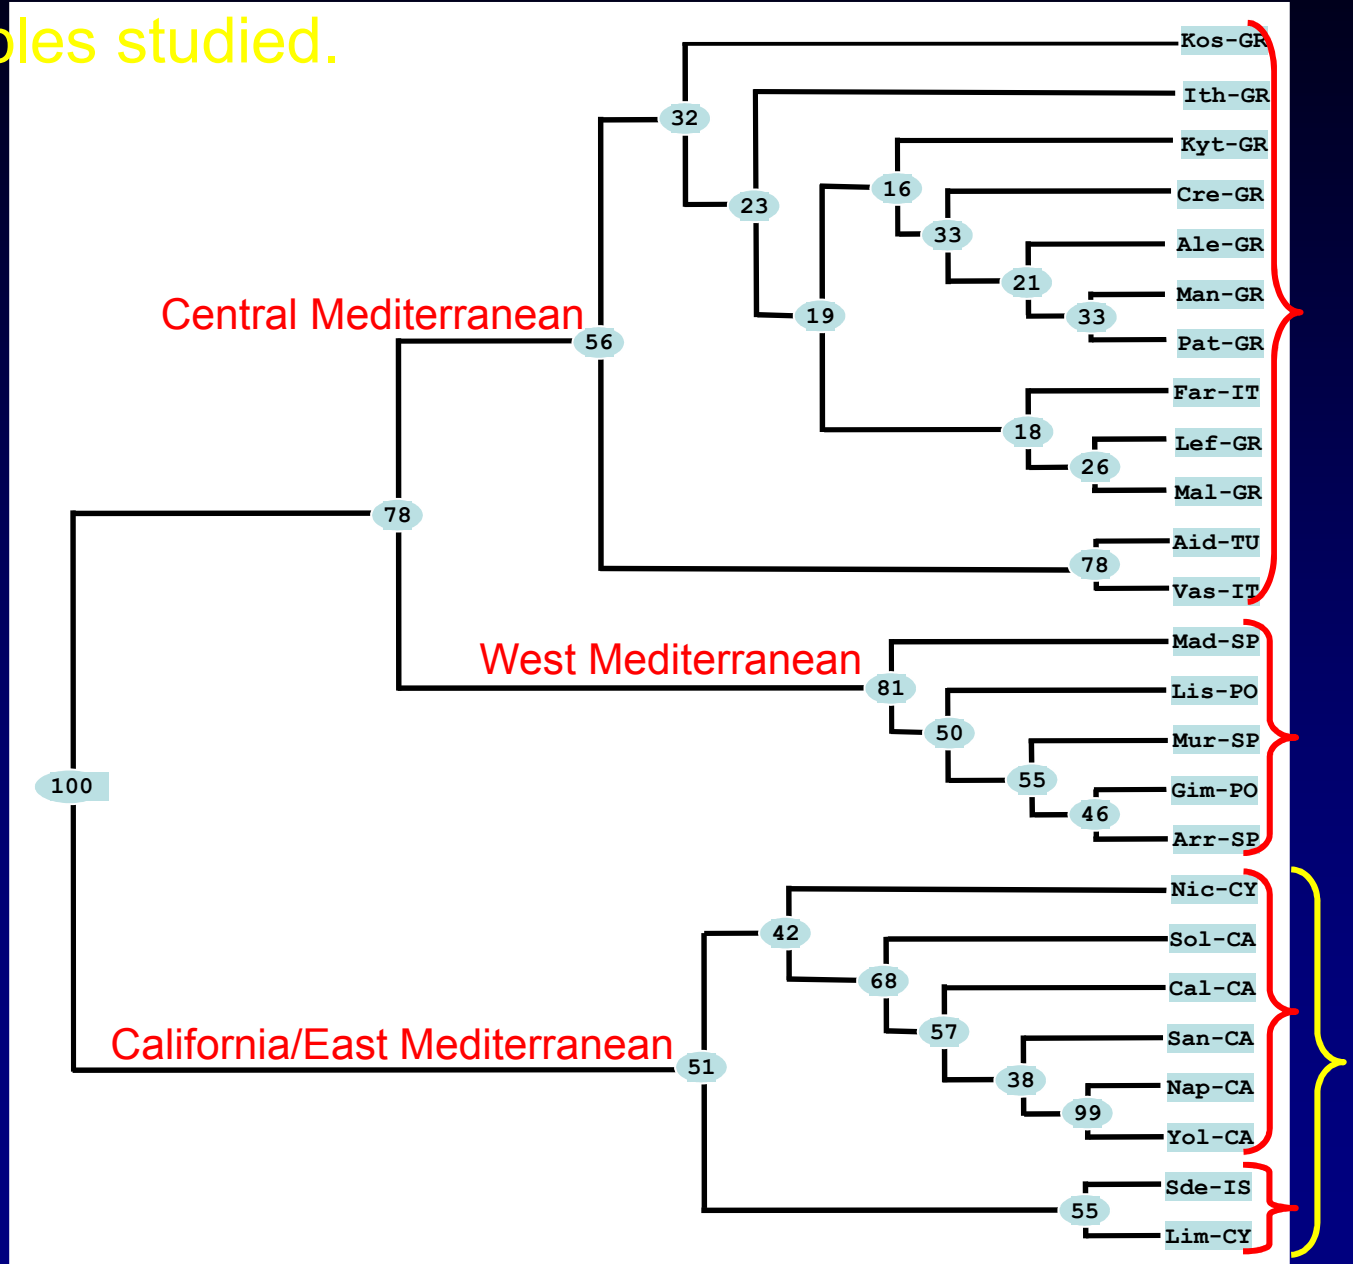 ples studied.
Kos-GR
Ith-GR
32
Kyt-GR
16
Cre-GR
23
33
Ale-GR
21
Man-GR
Central Mediterranean
19
33
56
Pat-GR
Far-IT
18
Lef-GR
26
Mal-GR
78
Aid-TU
78
Vas-IT
Mad-SP
West Mediterranean
81
Lis-PO
50
Mur-SP
55
100
Gim-PO
46
Arr-SP
Nic-CY
42
Sol-CA
68
Cal-CA
57
San-CA
California/East Mediterranean
51
38
Nap-CA
99
Yol-CA
Sde-IS
55
Lim-CY